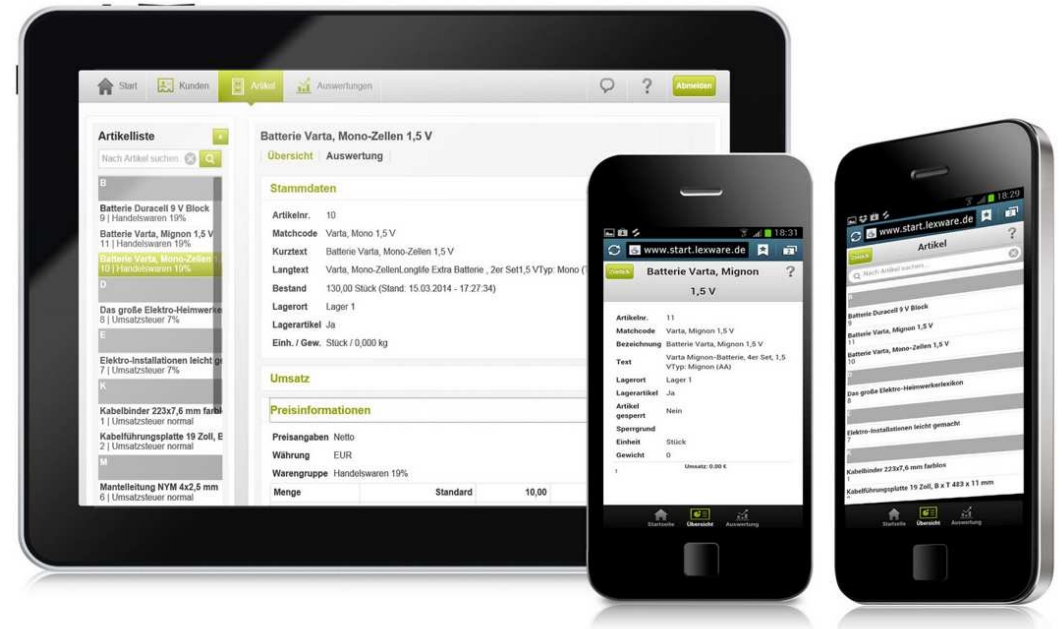 Start
Kunden
Artikel
Auswertungen
?
Abmelden
Artikelliste
Nach Artikel suchen
B
Batterie Duracell 9 V Block
9 | Handelswaren 19%
Batterie Varta, Mignon 1,5 V
11 | Handelswaren 19%
Batterie Varta, Mono-Zellen 1
10 | Handelswaren 19%
D
Das große Elektro-Heimwerke
8 | Umsatzsteuer 7%
E
Elektro-Installationen leicht ge
7 | Umsatzsteuer 7%
K
Kabelbinder 223x7,6 mm farbl
1 | Umsatzsteuer normal
Kabelführungsplatte 19 Zoll, B
2 | Umsatzsteuer normal
M
Mantelleitung NYM 4x2,5 mm
6 | Umsatzsteuer normal
Batterie Varta, Mono-Zellen 1,5 V
Übersicht Auswertung
Stammdaten
Artikelnr. 10
Matchcode Varta, Mono 1,5 V
Kurztext Batterie Varta, Mono-Zellen 1,5 V
Langtext Varta, Mono-ZellenLonglife Extra Batterie , 2er Set1,5 VTyp: Mono (
Bestand 130,00 Stück (Stand: 15.03.2014 - 17:27:34)
Lagerort Lager 1
Lagerartikel Ja
Einh. / Gew. Stück / 0,000 kg
Umsatz
Preisinformationen
Preisangaben Netto
Währung EUR
Warengruppe Handelswaren 19%
Menge Standard 10,00
18:31
www.start.lexware.de
Zurück
Batterie Varta, Mignon
1,5 V
?
Artikelnr. 11
Matchcode Varta, Mignon 1,5 V
Bezeichnung Batterie Varta, Mignon 1,5 V
Text Varta Mignon-Batterie, 4er Set, 1,5
VTyp: Mignon (AA)
Lagerort Lager 1
Lagerartikel Ja
Artikel
gesperrt Nein
Sperrgrund
Einheit Stück
Gewicht 0
Umsatz: 0.00 €
1
Startseite Übersicht Auswertung
18:29
www.start.lexware.de
Zurück
Artikel
?
Nach Artikel suchen...
Batterie Duracell 9 V Block
9
Batterie Varta, Mignon 1,5 V
11
Batterie Varta, Mono-Zellen 1,5 V
10
Das große Elektro-Heimwerkerlexikon
8
Elektro-Installationen leicht gemacht
7
K
Kabelbinder 223x7,6 mm farblos
1
Kabelführungsplatte 19 Zoll, B x T 483 x 11 mm
Startseite Übersicht Auswertung